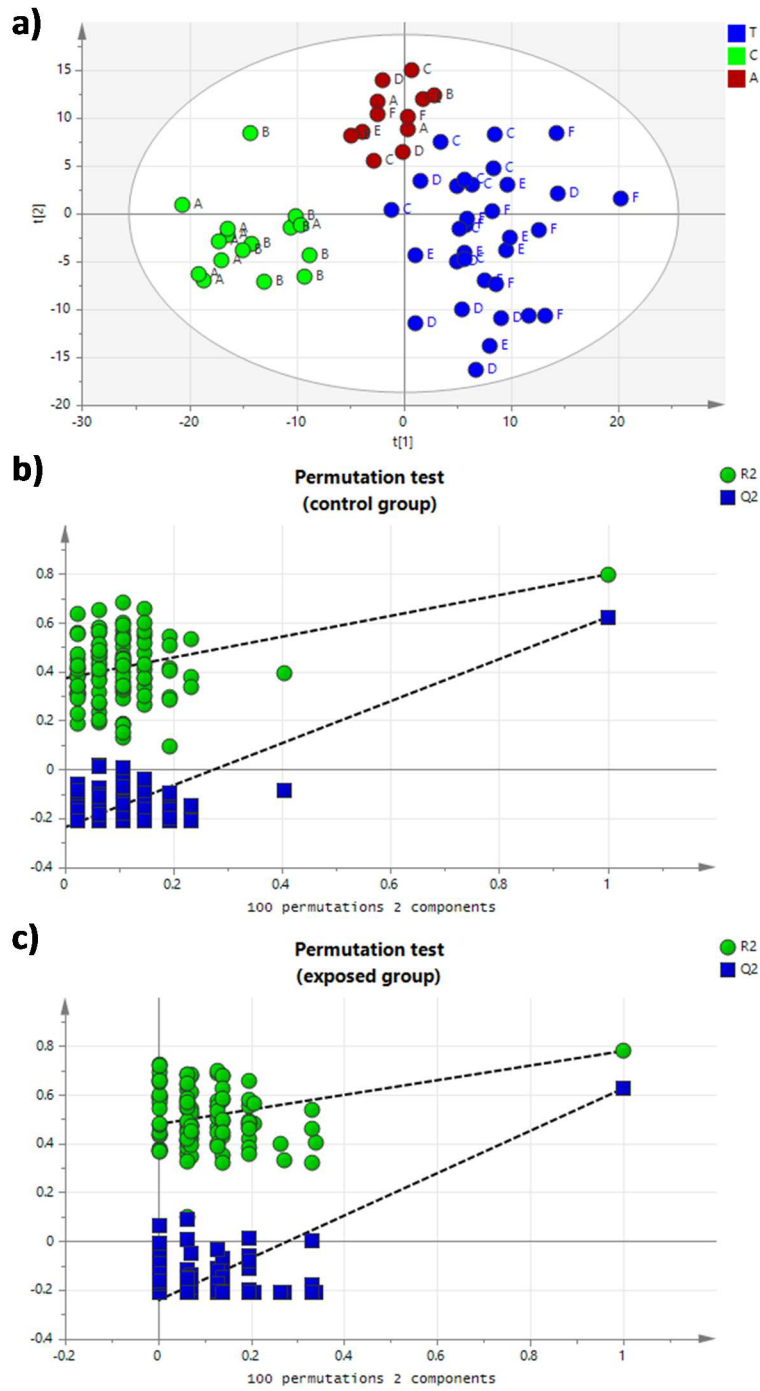 a)
T
C
A
t[2]
15
10
5
0
-5
-10
-15
-20
-30
-20
-10
0
10
20
t[1]
D
C
A
B
F
F
E
A
D
C
B
A
B
A
A
B
B
A
B
A
A
B
B
C
C
F
C
D
C
E
D
F
C
F
F
E
E
E
F
D
D
F
D
E
D
b)
Permutation test
(control group)
R2
Q2
0.8
0.6
0.4
0.2
0
-0.2
-0.4
0
0.2
0.4
0.6
0.8
1
100 permutations 2 components
c)
Permutation test
(exposed group)
R2
Q2
0.8
0.6
0.4
0.2
0
-0.2
-0.4
-0.2
0
0.2
0.4
0.6
0.8
1
100 permutations 2 components